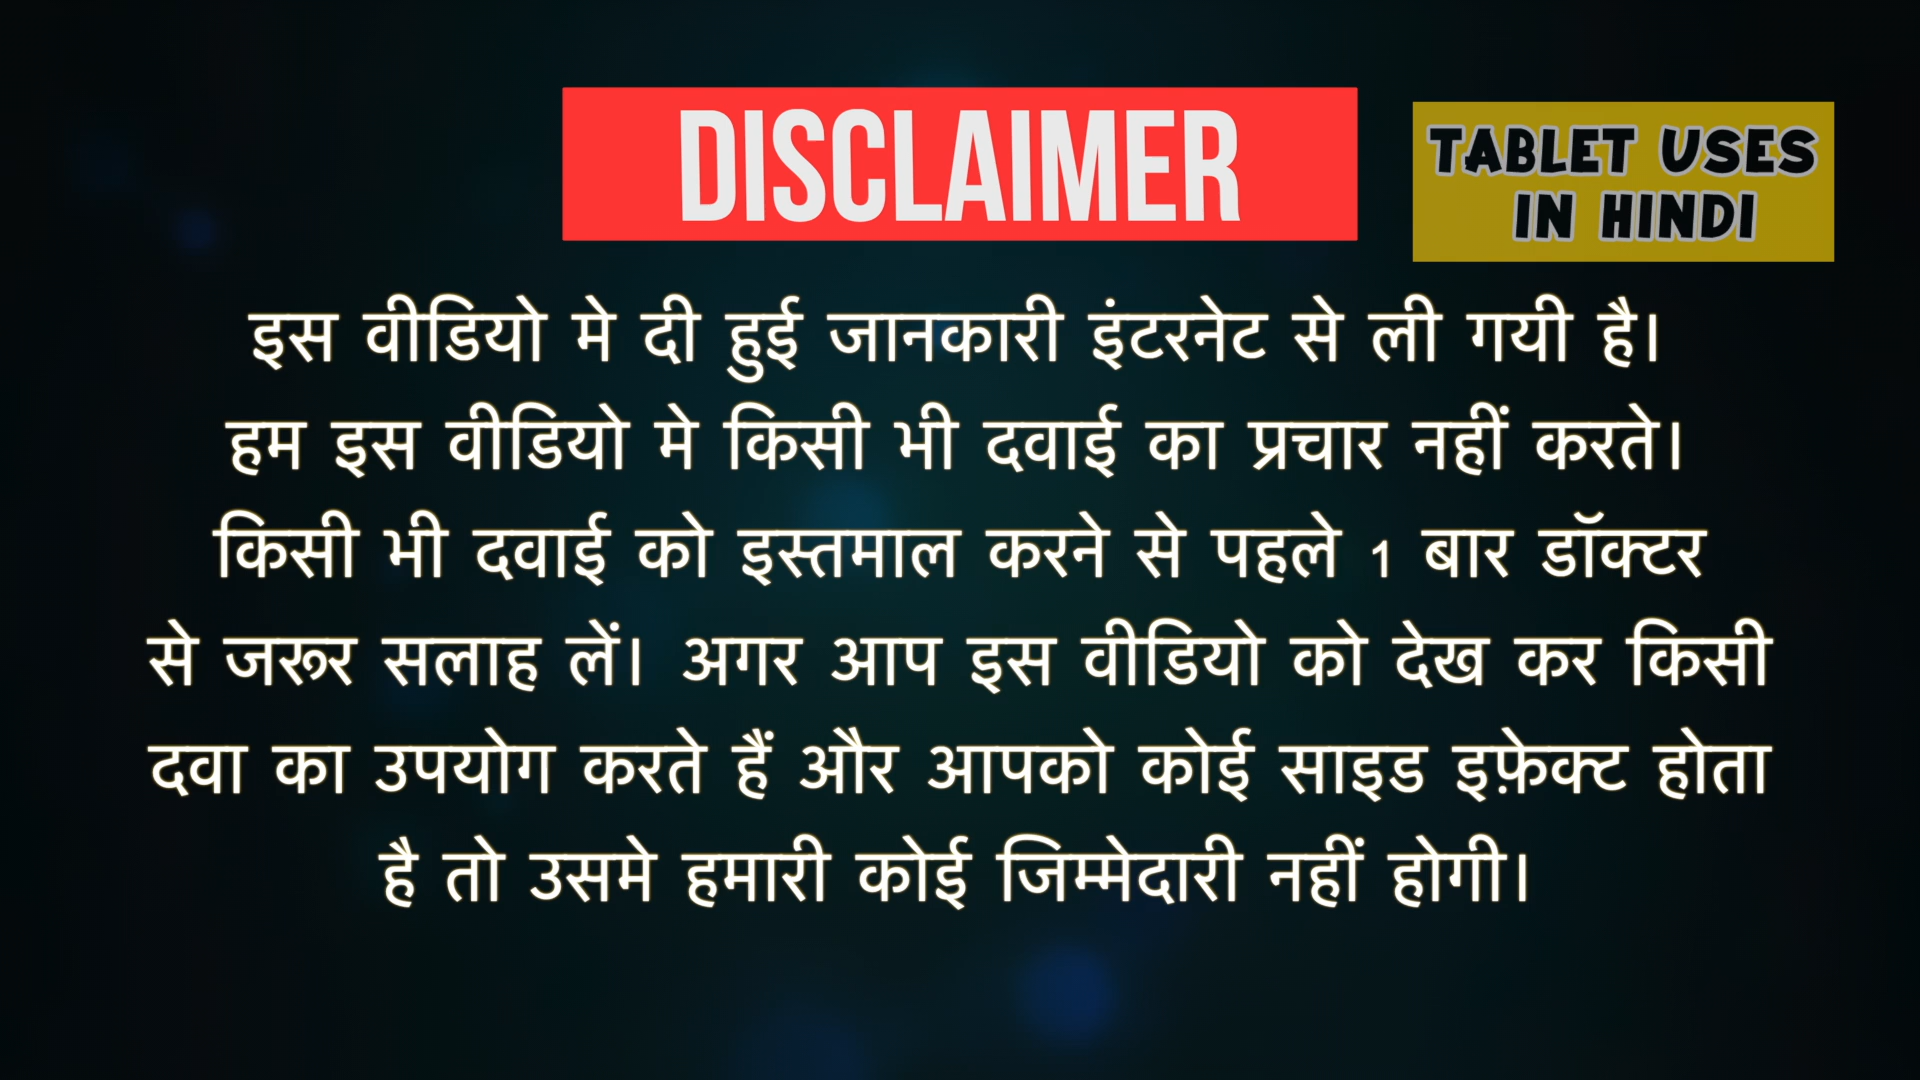 DISCLAIMER
TABLET USES
IN HINDI
इस वीडियो मे दी हुई जानकारी इंटरनेट से ली गयी है।
हम इस वीडियो मे किसी भी दवाई का प्रचार नहीं करते।
किसी भी दवाई को इस्तमाल करने से पहले 1 बार डॉक्टर
से जरूर सलाह लें। अगर आप इस वीडियो को देख कर किसी
दवा का उपयोग करते हैं और आपको कोई साइड इफ़ेक्ट होता
है तो उसमे हमारी कोई जिम्मेदारी नहीं होगी।